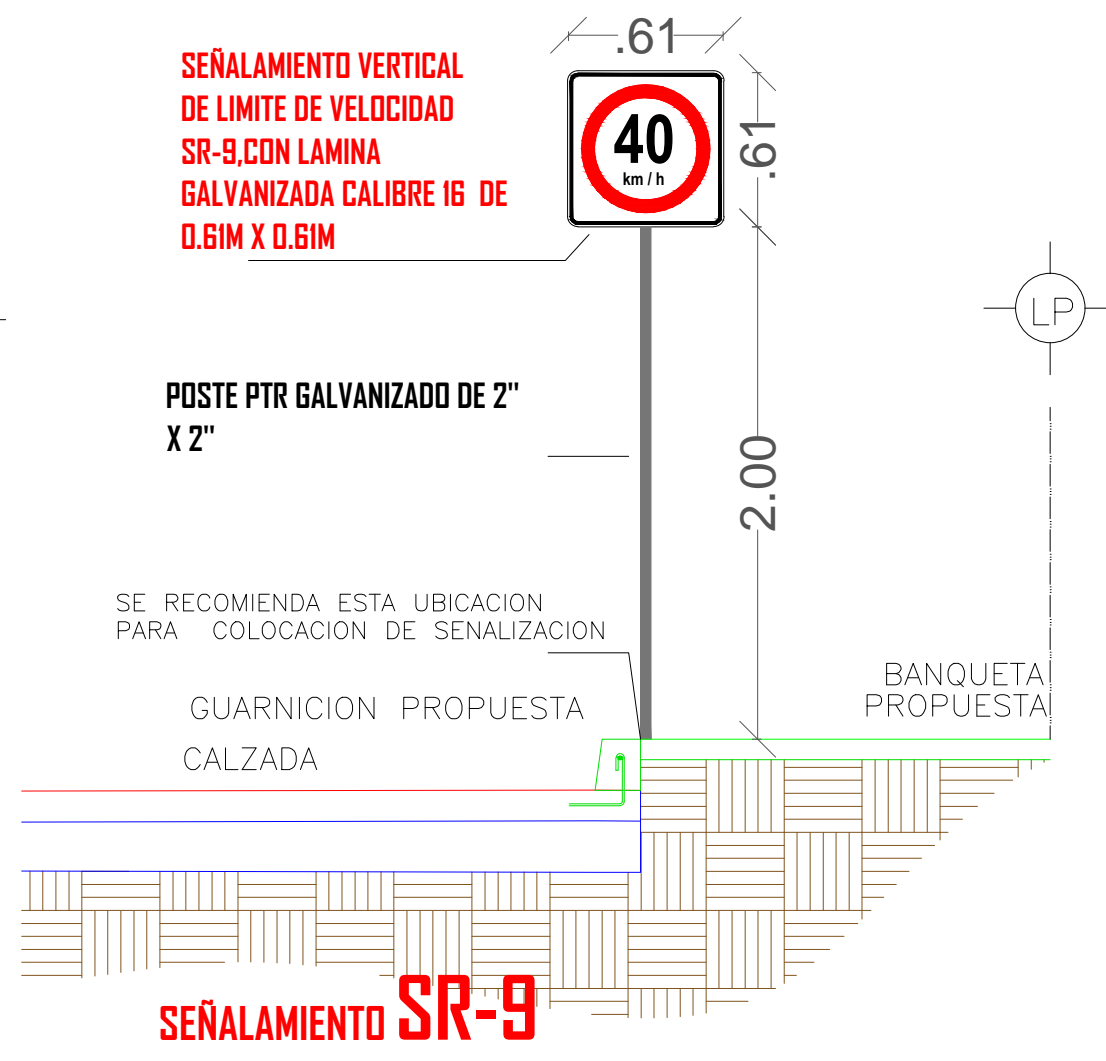 .61
SEÑALAMIENTO VERTICAL
DE LIMITE DE VELOCIDAD
SR-9,CON LAMINA
GALVANIZADA CALIBRE 16 DE
0.61M X 0.61M
40
km / h
.61
LP
POSTE PTR GALVANIZADO DE 2"
X 2"
2.00
SE RECOMIENDA ESTA UBICACION
PARA COLOCACION DE SENALIZACION
GUARNICION PROPUESTA
CALZADA
BANQUETA
PROPUESTA
SEÑALAMIENTO SR-9